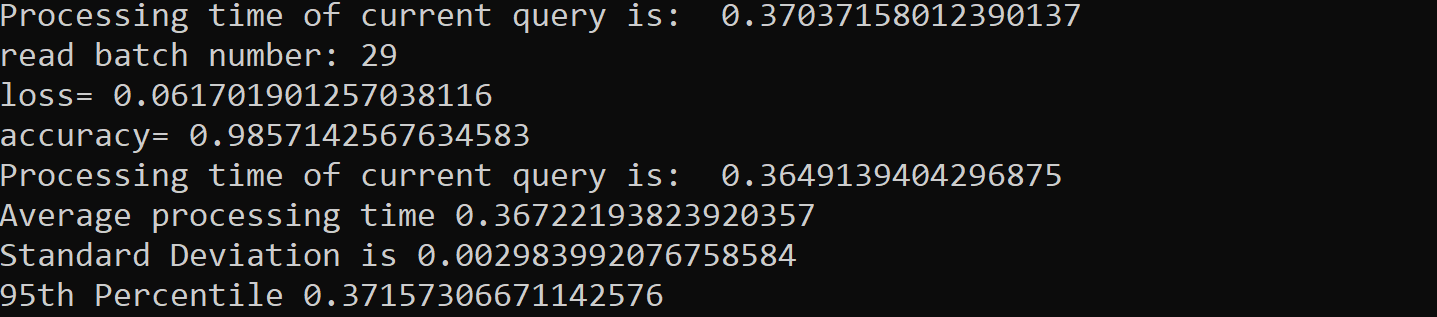 Processing time of current query is:  0.37037158012390137
read batch number: 29
loss= 0.061701901257038116
accuracy= 0.9857142567634583
Processing time of current query is:  0.3649139404296875
Average processing time 0.36722193823920357
Standard Deviation is 0.002983992076758584
95th Percentile 0.37157306671142576